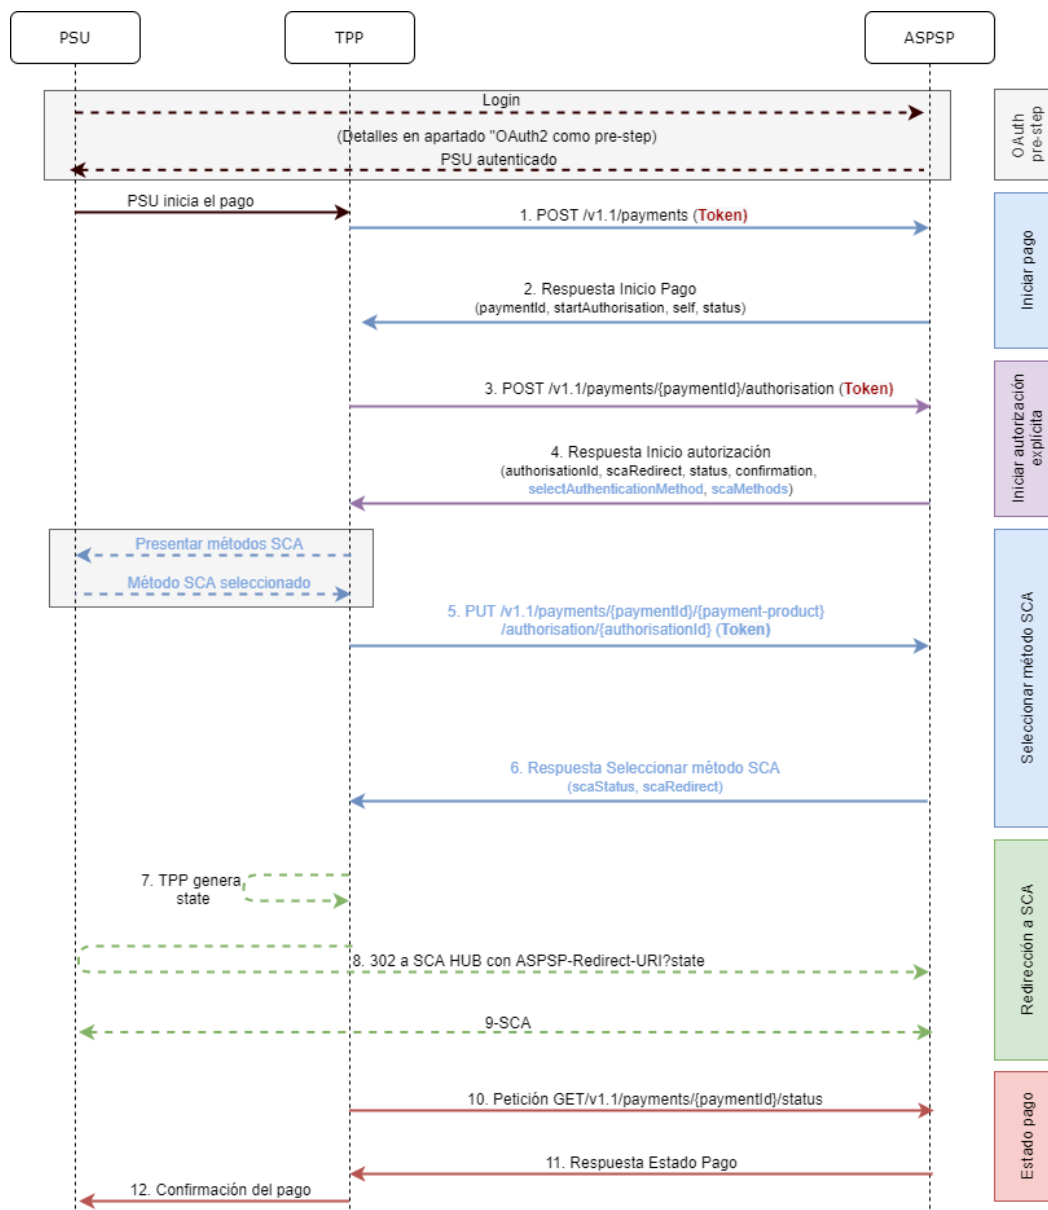 PSU
TPP
ASPSP
Login
(Detalles en apartado "OAuth2 como pre-step)
PSU autenticado
OAuth
pre-step
PSU inicia el pago
1. POST /v1.1/payments (Token)
2. Respuesta Inicio Pago
(paymentId, startAuthorisation, self, status)
Iniciar pago
3. POST /v1.1/payments/{paymentId}/authorisation (Token)
4. Respuesta Inicio autorización
(authorisationId, scaRedirect, status, confirmation,
selectAuthenticationMethod, scaMethods)
Iniciar autorización
explícita
Presentar métodos SCA
Método SCA seleccionado
5. PUT /v1.1/payments/{paymentId}/{payment-product}
/authorisation/{authorisationId} (Token)
6. Respuesta Seleccionar método SCA
(scaStatus, scaRedirect)
Seleccionar método SCA
7. TPP genera
state
8. 302 a SCA HUB con ASPSP-Redirect-URI?state
9-SCA
Redirección a SCA
10. Petición GET/v1.1/payments/{paymentId}/status
11. Respuesta Estado Pago
12. Confirmación del pago
Estado pago